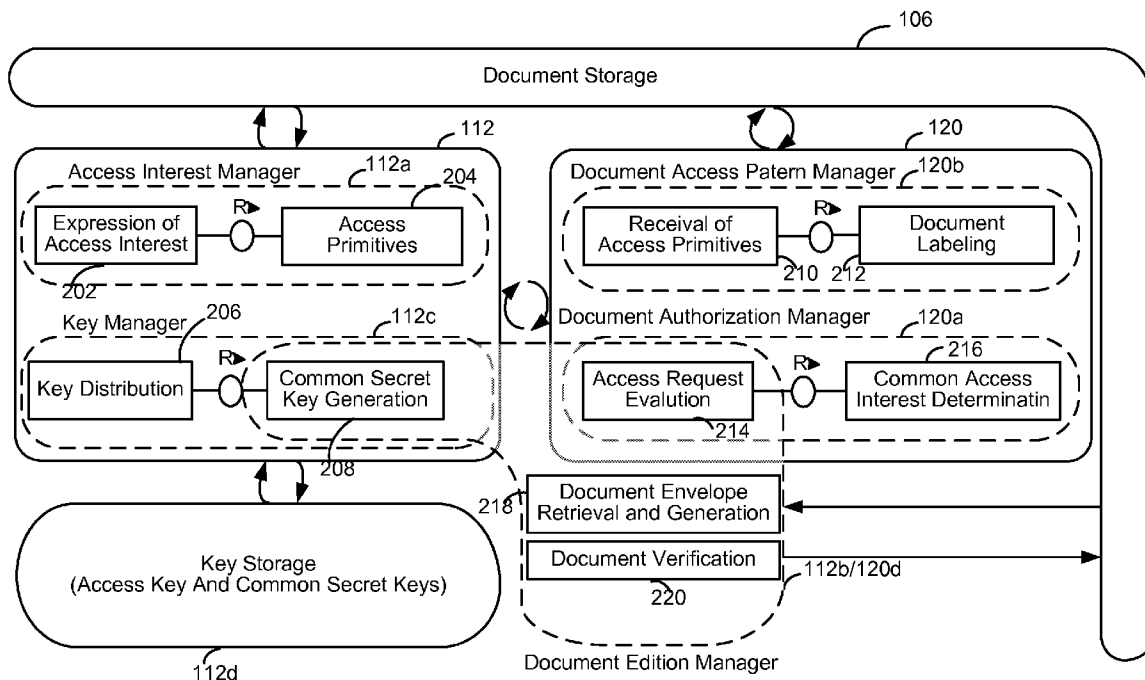 106
Document Storage
112
120
Access Interest Manager
112a
204
Document Access Patern Manager
120b
Expression of
Access Interest
R
Access
Primitives
Receival of
Access Primitives
R
Document
Labeling
202
210
212
Key Manager
206
112c
Document Authorization Manager
120a
216
Key Distribution
R
Common Secret
Key Generation
Access Request
Evalution
R
Common Access
Interest Determinatin
208
214
218
Document Envelope
Retrieval and Generation
Key Storage
(Access Key And Common Secret Keys)
Document Verification
220
112b/120d
Document Edition Manager
112d